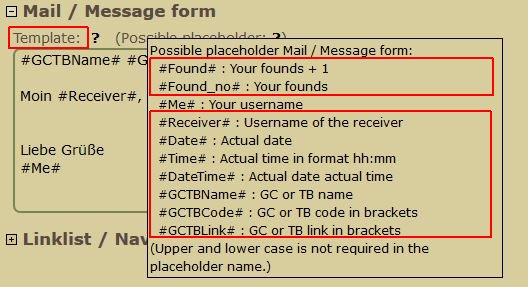 Mail / Message form
Template: ? (Possible placeholder: ?)
#GCTBName# #G
Moin #Receiver#,
Liebe Grüße
#Me#
Possible placeholder Mail / Message form:
#Found# : Your founds + 1
#Found_no# : Your founds
#Me# : Your username
#Receiver# : Username of the receiver
#Date# : Actual date
#Time# : Actual time in format hh:mm
#DateTime# : Actual date actual time
#GCTBName# : GC or TB name
#GCTBCode# : GC or TB code in brackets
#GCTBLink# : GC or TB link in brackets
(Upper and lower case is not required in the
placeholder name.)
Linklist / Nav